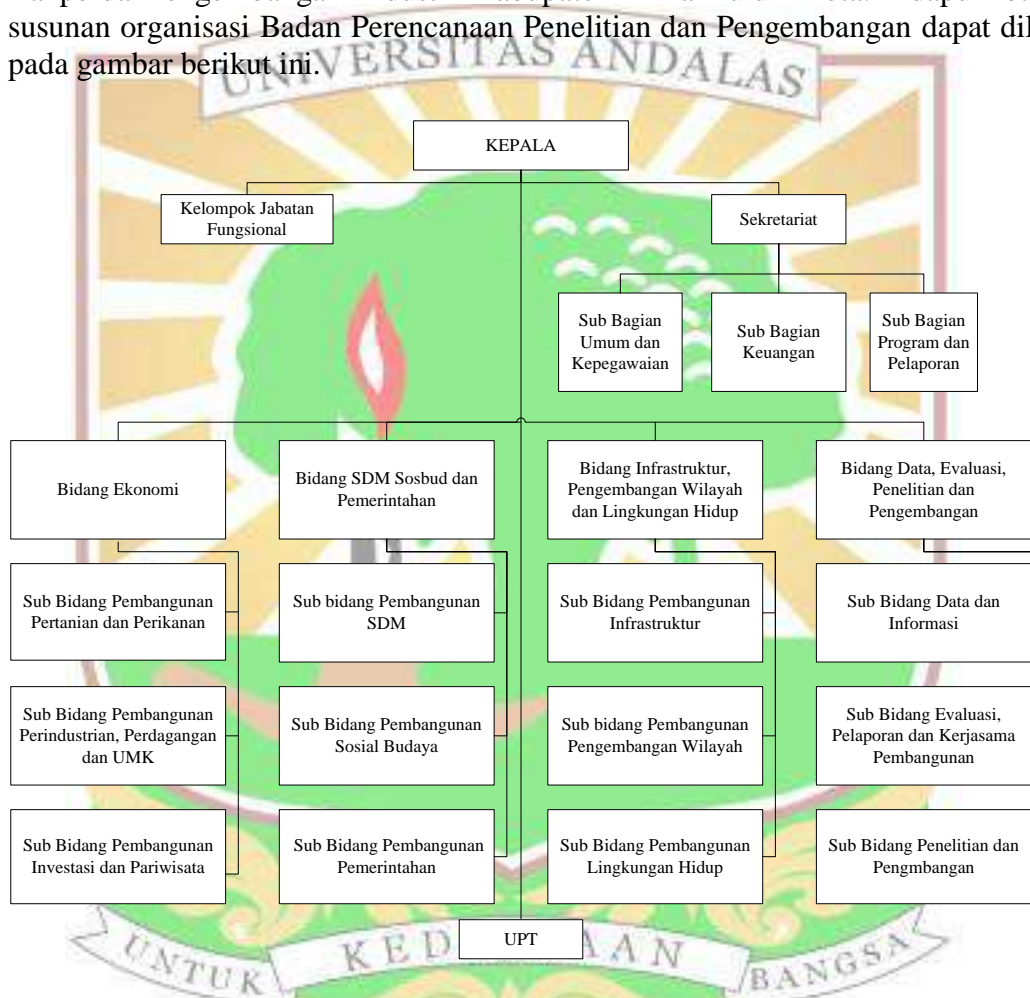 susunan organisasi Badan Perencanaan Penelitian dan Pengembangan dapat
pada gambar berikut ini.
UNIVERSITAS ANDALAS
KEPALA
Kelompok Jabatan
Fungsional
Sekretariat
Sub Bagian
Umum dan
Kepegawaian
Sub Bagian
Keuangan
Sub Bagian
Program dan
Pelaporan
Bidang Ekonomi
Bidang SDM Sosbud dan
Pemerintahan
Bidang Infrastruktur,
Pengembangan Wilayah
dan Lingkungan Hidup
Bidang Data, Evaluasi,
Penelitian dan
Pengembangan
Sub Bidang Pembangunan
Pertanian dan Perikanan
Sub bidang Pembangunan
SDM
Sub Bidang Pembangunan
Infrastruktur
Sub Bidang Data dan
Informasi
Sub Bidang Pembangunan
Perindustrian, Perdagangan
dan UMK
Sub Bidang Pembangunan
Sosial Budaya
Sub bidang Pembangunan
Pengembangan Wilayah
Sub Bidang Evaluasi,
Pelaporan dan Kerjasama
Pembangunan
Sub Bidang Pembangunan
Investasi dan Pariwisata
Sub Bidang Pembangunan
Pemerintahan
Sub Bidang Pembangunan
Lingkungan Hidup
Sub Bidang Penelitian dan
Pengmbangan
UPT
UNTUK BANGSA